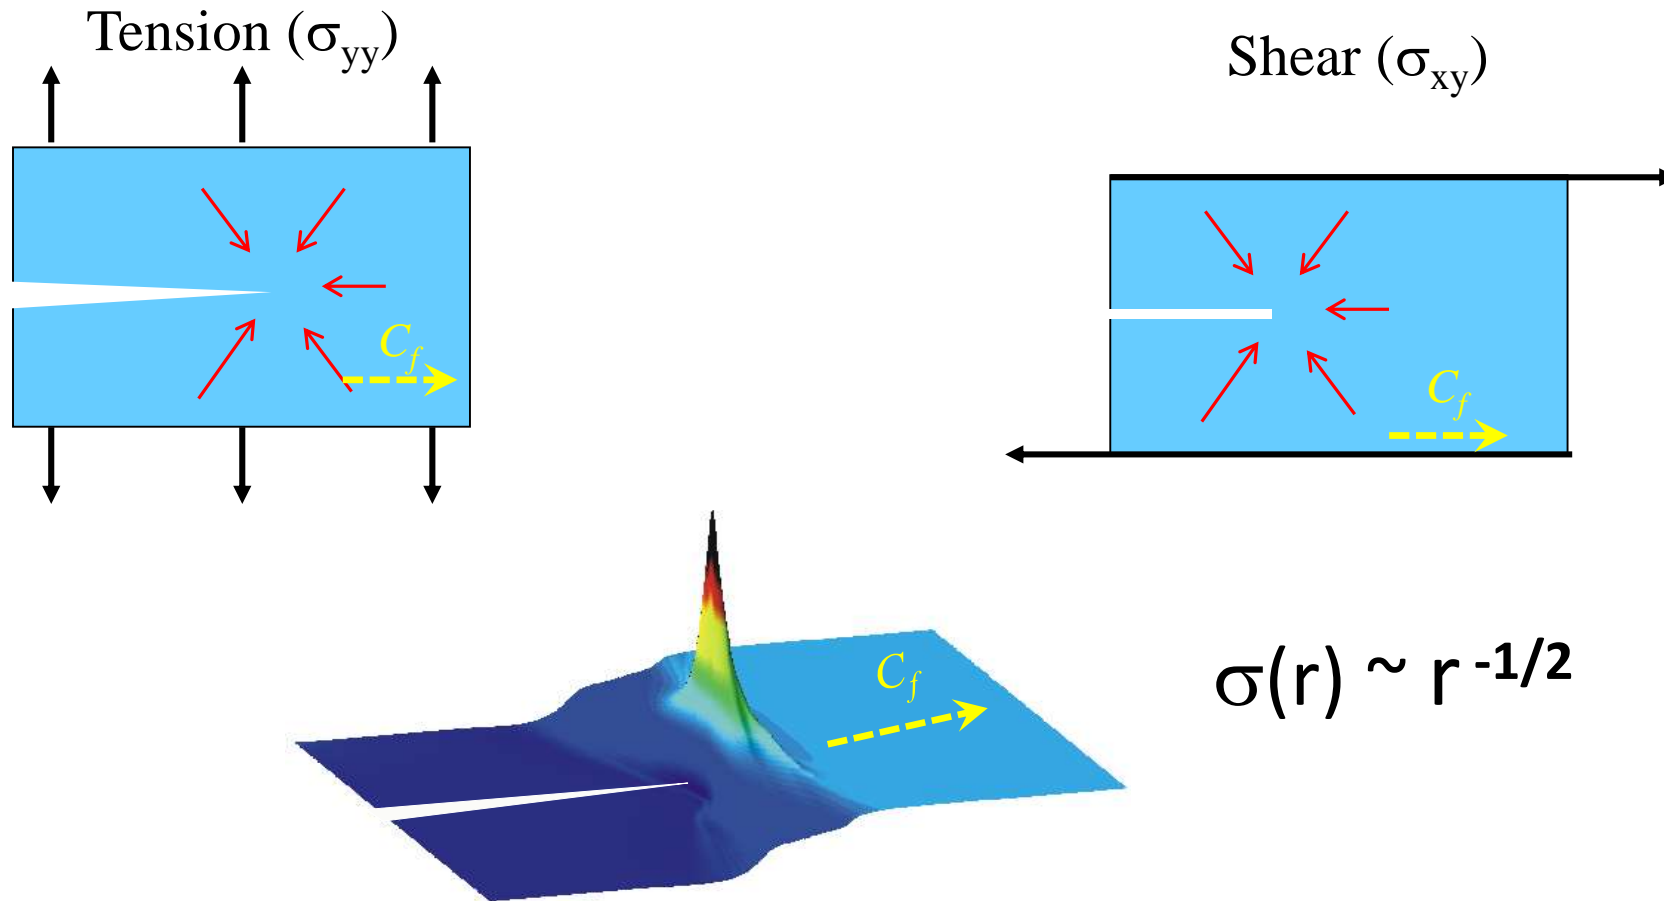 Tension (σyy)
Shear (σxy)
Cf
Cf
Cf
σ(r) ~ r -1/2